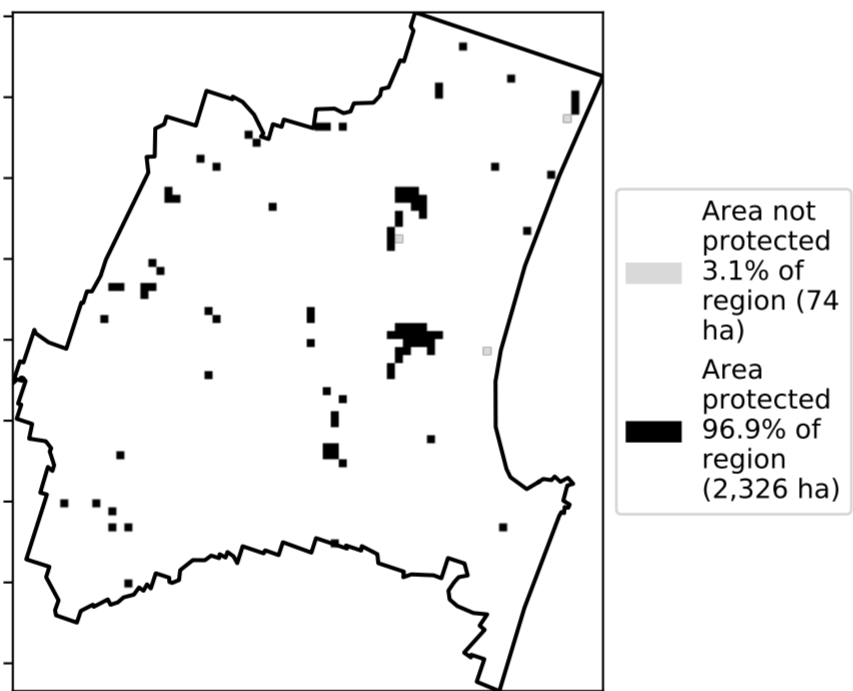 Area not
protected
3.1% of
region (74
ha)
Area
protected
96.9% of
region
(2,326 ha)